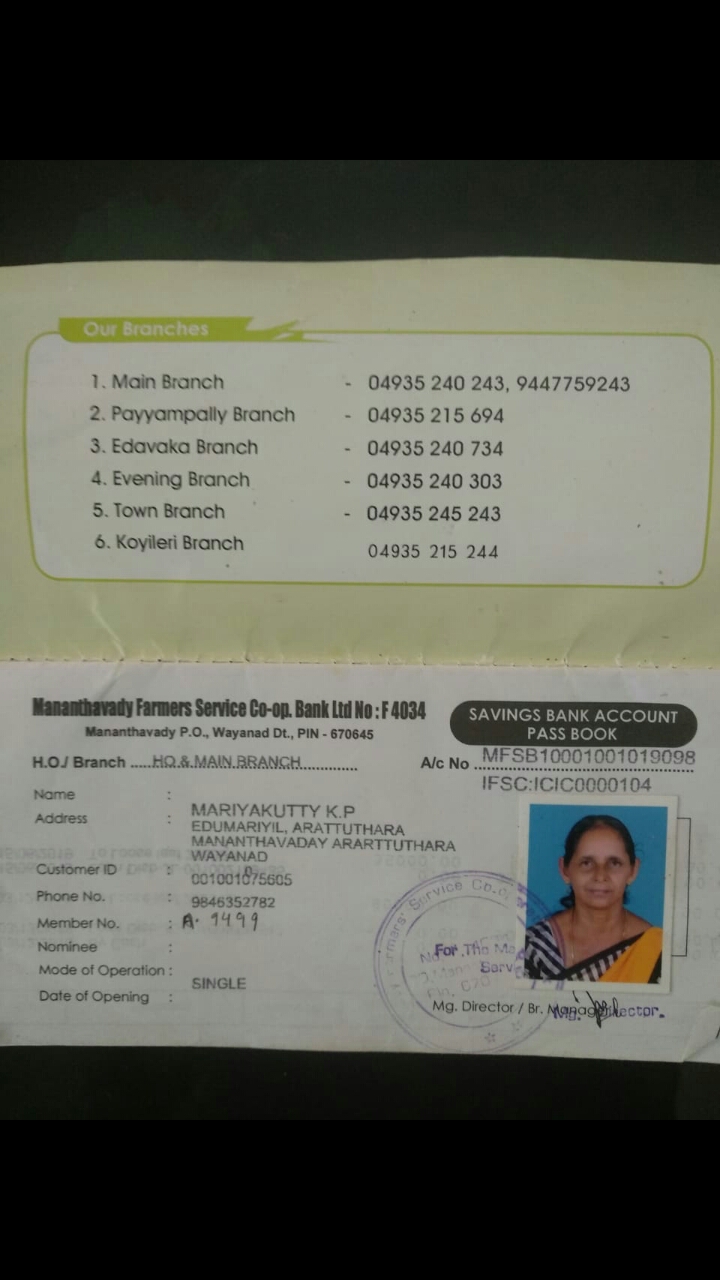 Our Branches
1. Main Branch - 04935 240 243, 9447759243
2. Payyampally Branch - 04935 215 694
3. Edavaka Branch - 04935 240 734
4. Evening Branch - 04935 240 303
5. Town Branch - 04935 245 243
6. Koyileri Branch 04935 215 244
Mananthavady Farmers Service Co-op. Bank Ltd No : F 4034
Mananthavady P.O., Wayanad Dt., PIN - 670645
SAVINGS BANK ACCOUNT
PASS BOOK
H.O./ Branch ..... HO & MAIN BRANCH
A/c No MFSB10001001019098
IFSC:ICIC0000104
Name :
Address : MARIYAKUTTY K.P
EDUMARIYIL, ARATTUTHARA
MANANTHAVADAY ARARTTUTHARA
WAYANAD
Customer ID : 001001075605
Phone No. : 9846352782
Member No. : A. 1499
Nominee :
Mode of Operation : SINGLE
Date of Opening :
Service Co.
For The
Serv
Mg. Director / Br. Manager
Mg. Director.